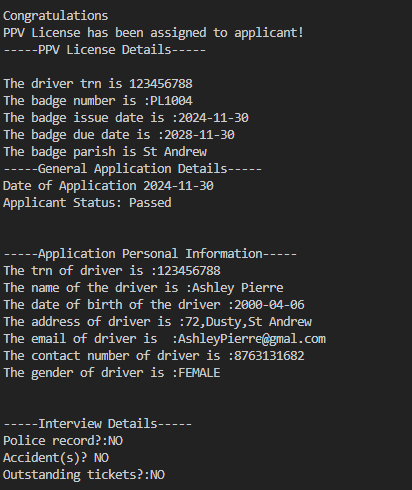 Congratulations
PPV License has been assigned to applicant!
-----PPV License Details-----
The driver trn is 123456788
The badge number is :PL1004
The badge issue date is :2024-11-30
The badge due date is :2028-11-30
The badge parish is St Andrew
-----General Application Details-----
Date of Application 2024-11-30
Applicant Status: Passed
-----Application Personal Information-----
The trn of driver is :123456788
The name of the driver is :Ashley Pierre
The date of birth of the driver :2000-04-06
The address of driver is :72,Dusty,St Andrew
The email of driver is  :AshleyPierre@gmal.com
The contact number of driver is :8763131682
The gender of driver is :FEMALE
-----Interview Details-----
Police record?:NO
Accident(s)? NO
Outstanding tickets?:NO